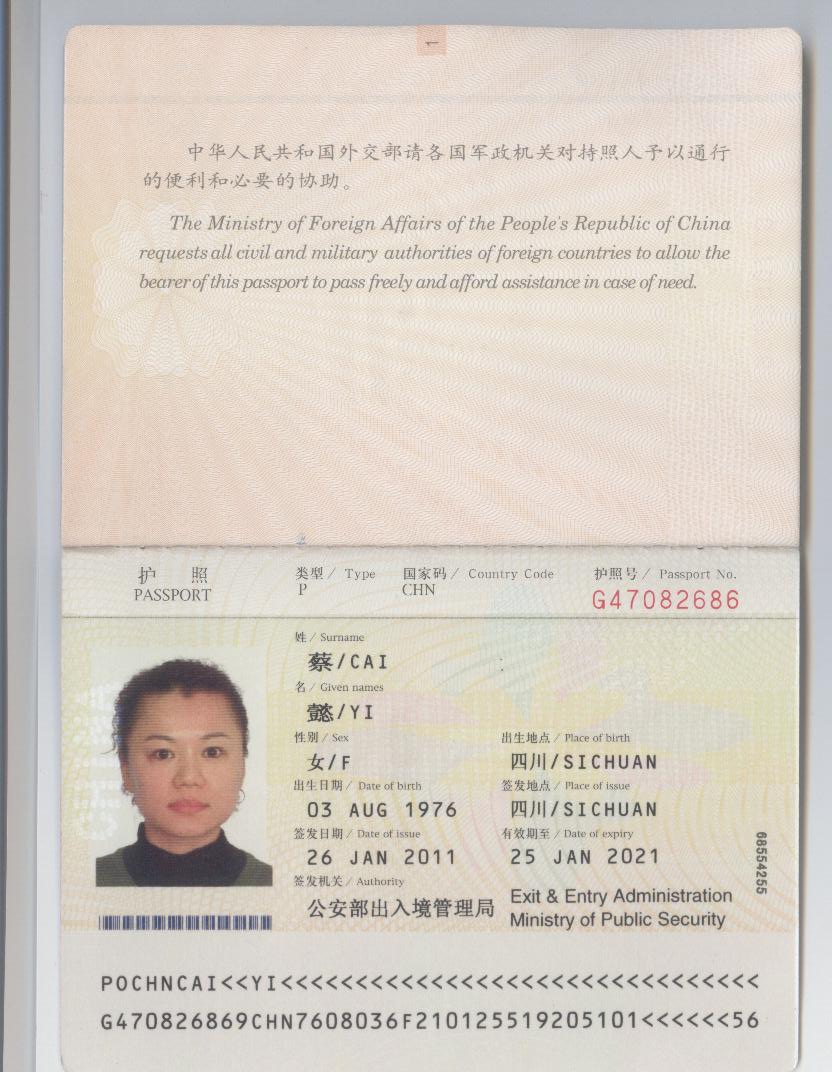 1
中华人民共和国外交部请各国军政机关对持照人予以通行
的便利和必要的协助。
The Ministry of Foreign Affairs of the People's Republic of China
requests all civil and military authorities of foreign countries to allow the
bearer of this passport to pass freely and afford assistance in case of need.
护 照 类型 / Type 国家码 / Country Code 护照号 / Passport No.
PASSPORT P CHN G47082686
姓 / Surname
蔡/CAI
名 / Given names
懿/YI
性别 / Sex 出生地点 / Place of birth
女/F 四川/SICHUAN
出生日期 / Date of birth 签发地点 / Place of issue
03 AUG 1976 四川/SICHUAN
签发日期 / Date of issue 有效期至 / Date of expiry
26 JAN 2011 25 JAN 2021
签发机关 / Authority
公安部出入境管理局 Exit & Entry Administration
Ministry of Public Security
68554255
POCHNCAI<<YI<<<<<<<<<<<<<<<<<<<<<<<<<<<<<<<<
G470826869CHN7608036F210125519205101<<<<<<56